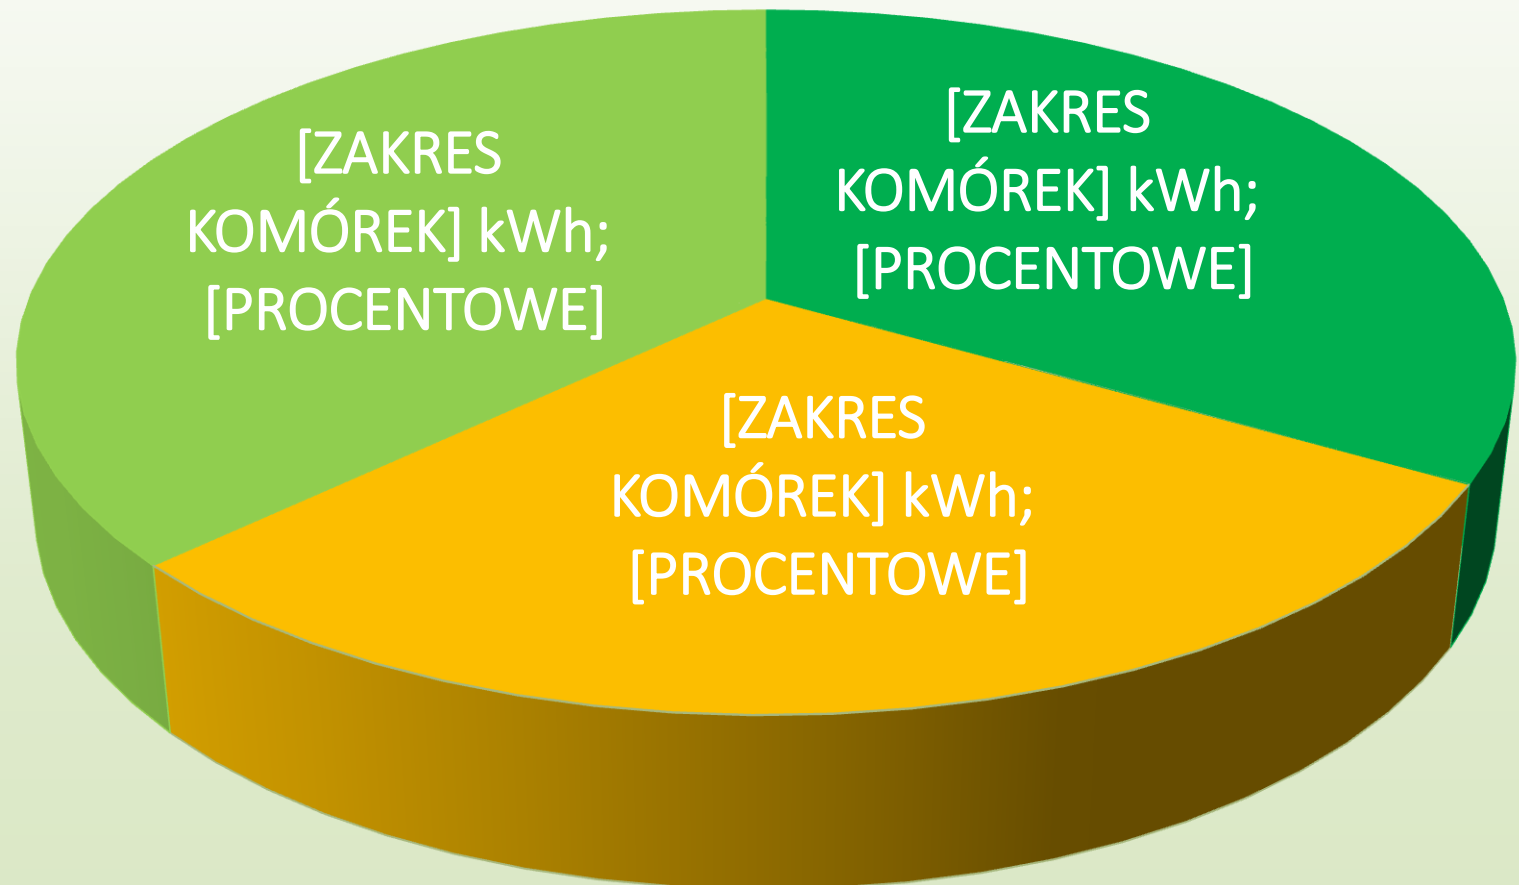 [ZAKRES
KOMÓREK] kWh;
[PROCENTOWE]
[ZAKRES
KOMÓREK] kWh;
[PROCENTOWE]
[ZAKRES
KOMÓREK] kWh;
[PROCENTOWE]